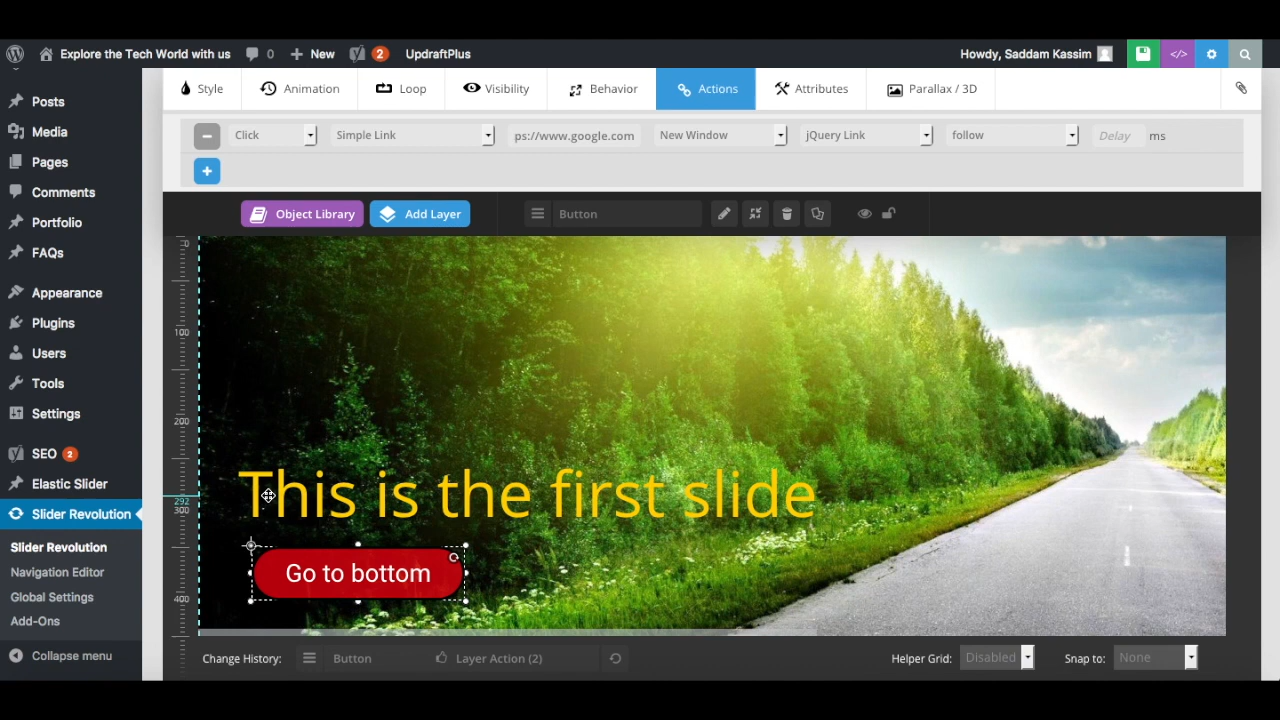 Explore the Tech World with us 0 New 2 UpdraftPlus Howdy, Saddam Kassim </>
Posts
Media
Pages
Comments
Portfolio
FAQs
Appearance
Plugins
Users
Tools
Settings
SEO 2
Elastic Slider
Slider Revolution
Slider Revolution
Navigation Editor
Global Settings
Add-Ons
Collapse menu
Style Animation Loop Visibility Behavior Actions Attributes Parallax / 3D
Click Simple Link ps://www.google.com New Window jQuery Link follow Delay ms
Object Library Add Layer Button
0
100
200
292
300
400
This is the first slide
Go to bottom
Change History: Button Layer Action (2) Helper Grid: Disabled Snap to: None